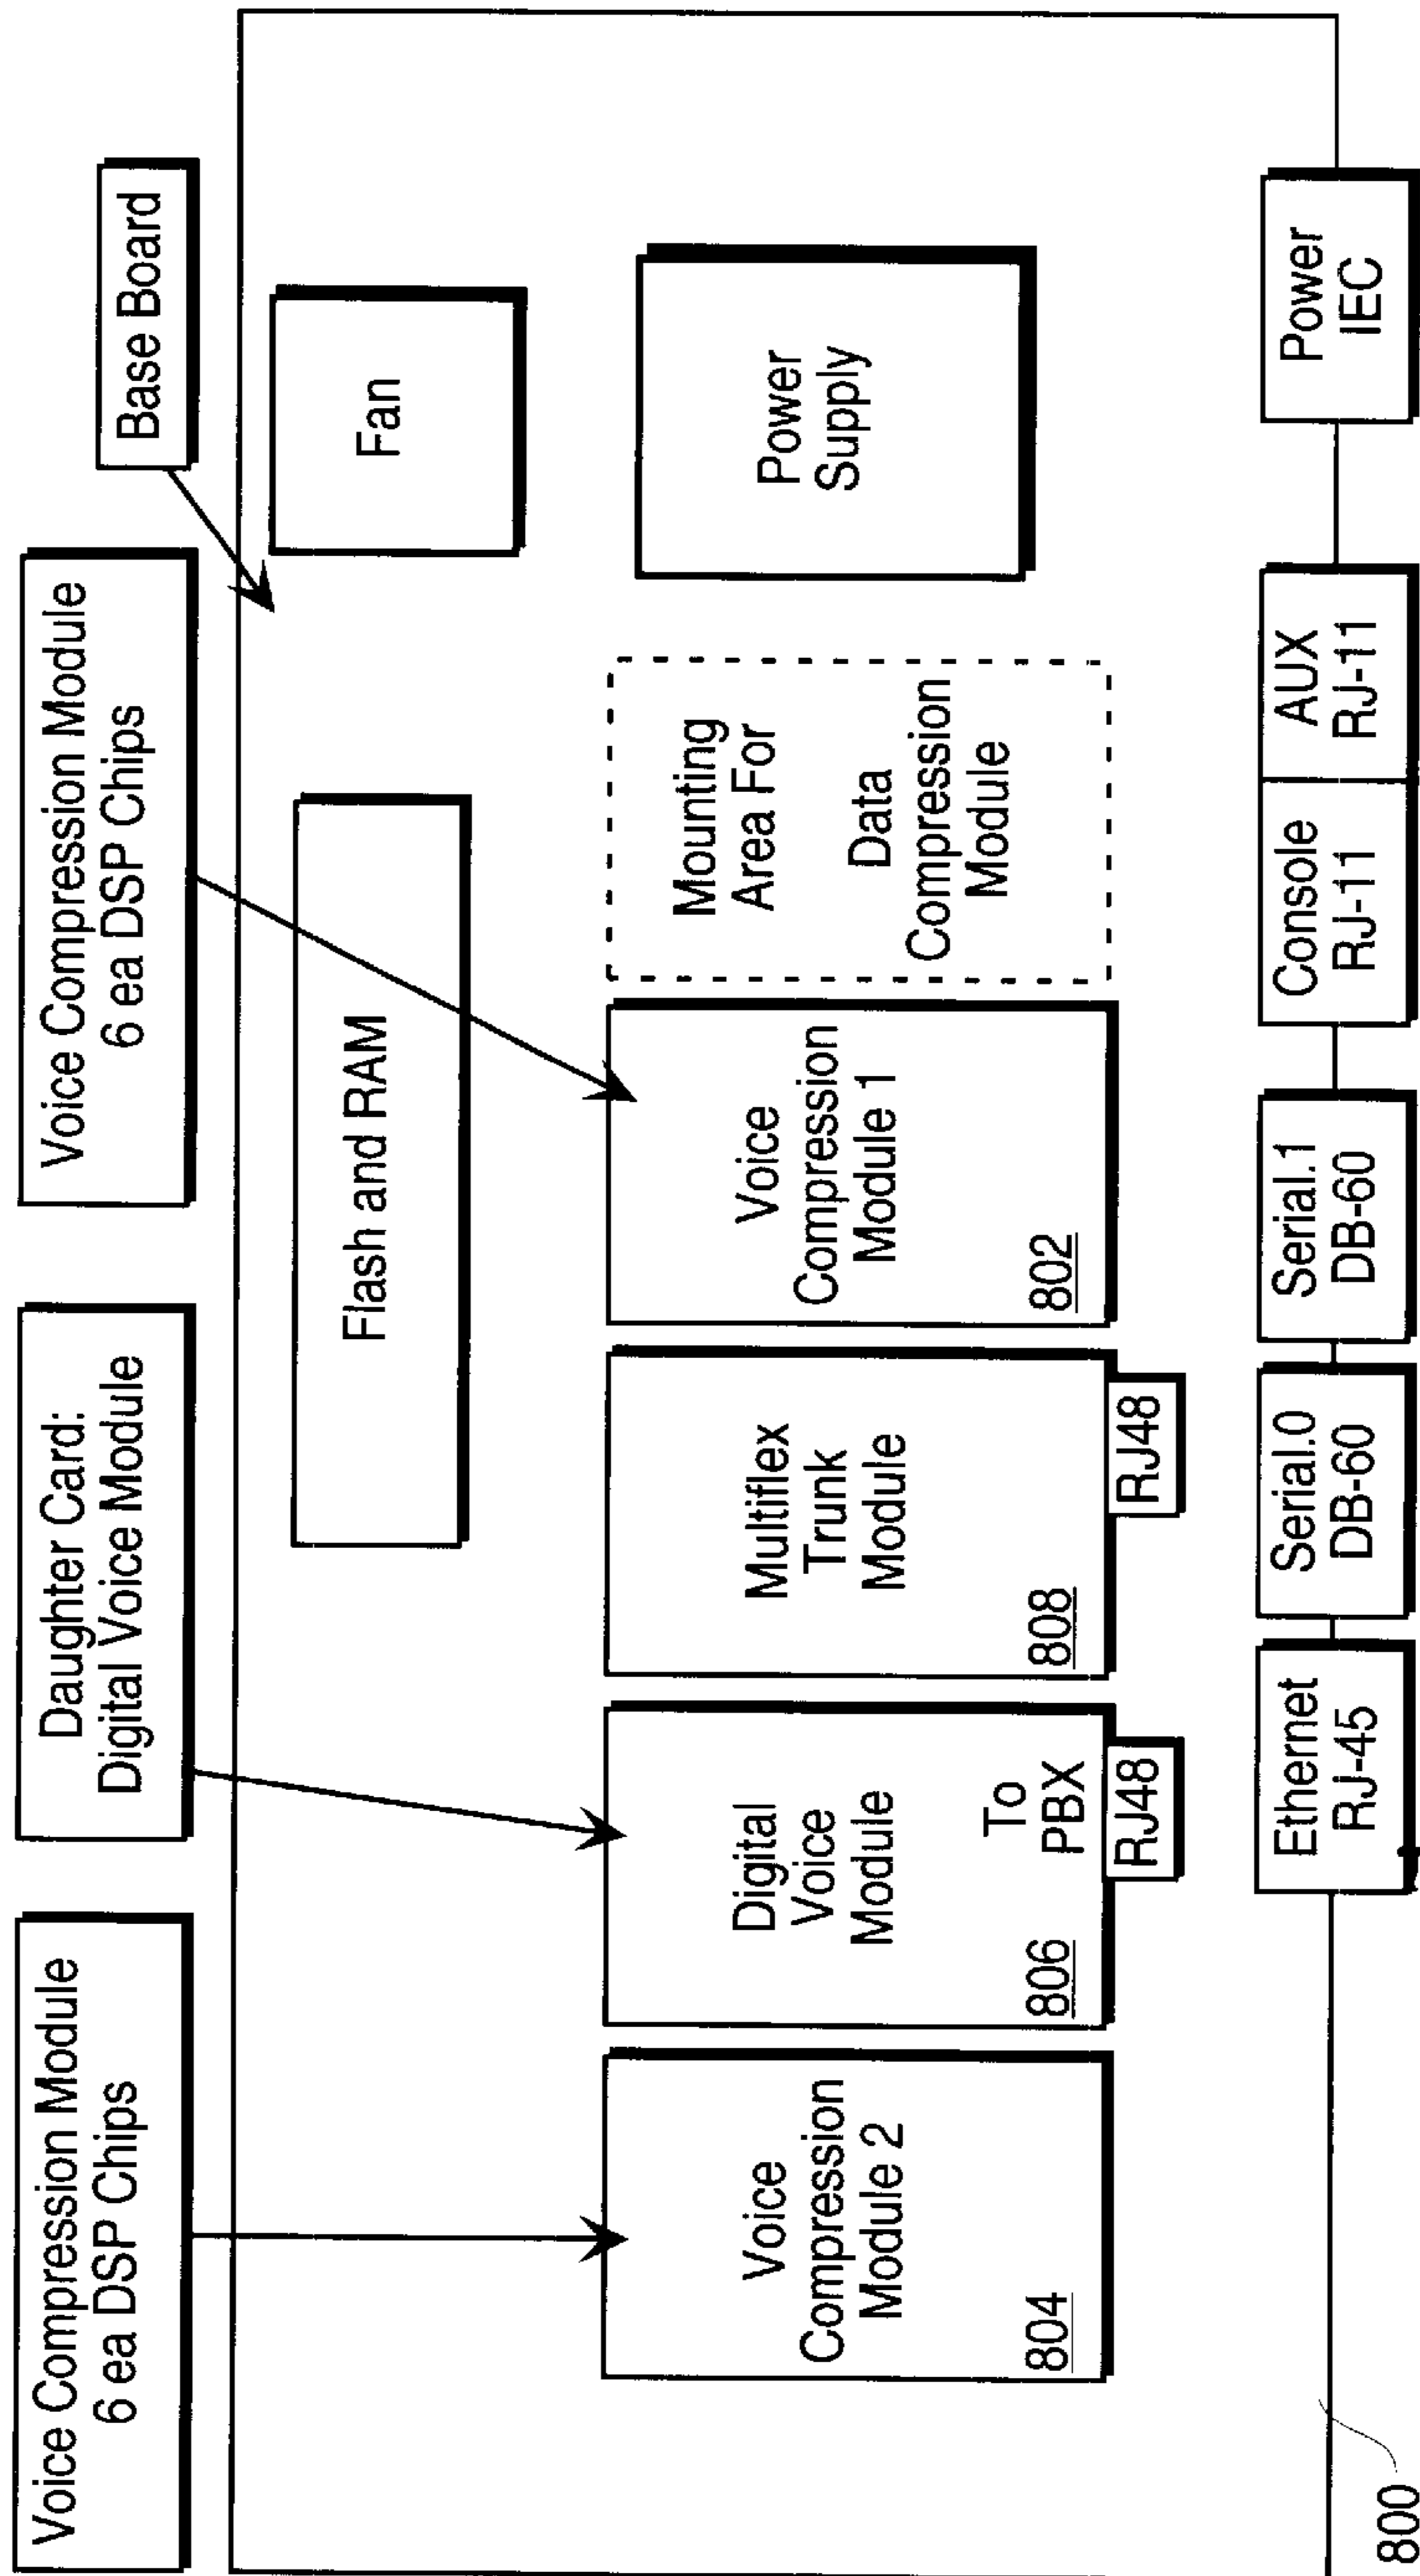 Voice Compression Module
6 ea DSP Chips
Daughter Card:
Digital Voice Module
Voice Compression Module
6 ea DSP Chips
Base Board
Flash and RAM
Fan
Voice
Compression
Module 2
804
Digital
Voice
Module
To
PBX
806
RJ48
Multiflex
Trunk
Module
808
RJ48
Voice
Compression
Module 1
802
Mounting
Area For
Data
Compression
Module
Power
Supply
Ethernet
RJ-45
Serial.0
DB-60
Serial.1
DB-60
Console
RJ-11
AUX
RJ-11
Power
IEC
800